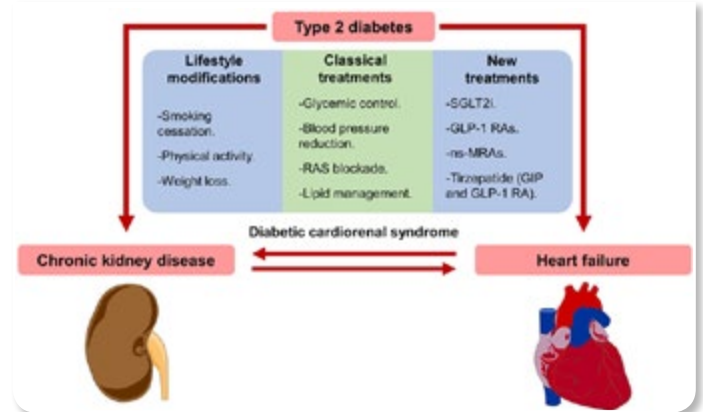 Type 2 diabetes
Lifestyle
modifications
-Smoking
cessation.
-Physical activity.
-Weight loss.
Classical
treatments
-Glycemic control.
-Blood pressure
reduction.
-RAS blockade.
-Lipid management.
New
treatments
-SGLT2i.
-GLP-1 RAs.
-ns-MRAs.
-Tirzepatide (GIP
and GLP-1 RA).
Diabetic cardiorenal syndrome
Chronic kidney disease
Heart failure